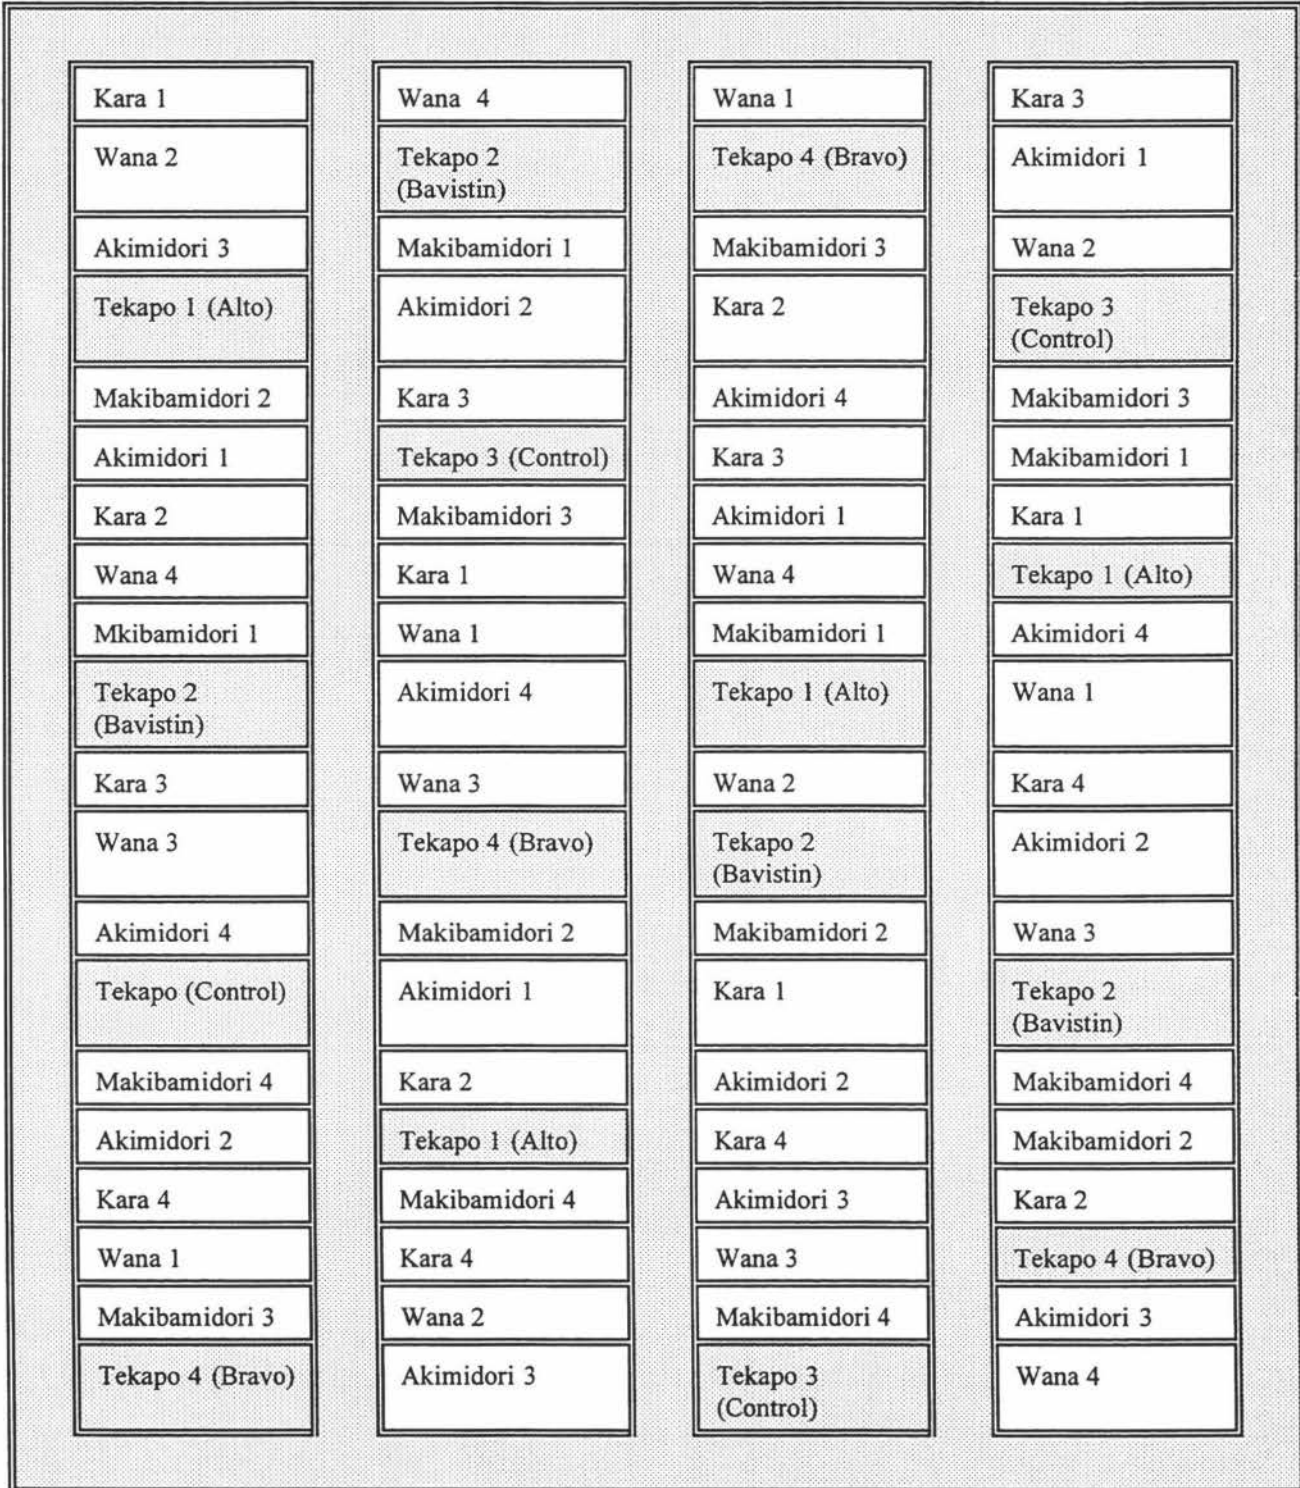 Kara 1
Wana 2
Akimidori 3
Tekapo 1 (Alto)
Makibamidori 2
Akimidori 1
Kara 2
Wana 4
Mkibamidori 1
Tekapo 2
(Bavistin)
Kara 3
Wana 3
Akimidori 4
Tekapo (Control)
Makibamidori 4
Akimidori 2
Kara 4
Wana 1
Makibamidori 3
Tekapo 4 (Bravo)
Wana 4
Tekapo 2
(Bavistin)
Makibamidori 1
Akimidori 2
Kara 3
Tekapo 3 (Control)
Makibamidori 3
Kara 1
Wana 1
Akimidori 4
Wana 3
Tekapo 4 (Bravo)
Makibamidori 2
Akimidori 1
Kara 2
Tekapo 1 (Alto)
Makibamidori 4
Kara 4
Wana 2
Akimidori 3
Wana 1
Tekapo 4 (Bravo)
Makibamidori 3
Kara 2
Akimidori 4
Kara 3
Akimidori 1
Wana 4
Makibamidori 1
Tekapo 1 (Alto)
Wana 2
Tekapo 2
(Bavistin)
Makibamidori 2
Kara 1
Akimidori 2
Kara 4
Akimidori 3
Wana 3
Makibamidori 4
Tekapo 3
(Control)
Kara 3
Akimidori 1
Wana 2
Tekapo 3
(Control)
Makibamidori 3
Makibamidori 1
Kara 1
Tekapo 1 (Alto)
Akimidori 4
Wana 1
Kara 4
Akimidori 2
Wana 3
Tekapo 2
(Bavistin)
Makibamidori 4
Makibamidori 2
Kara 2
Tekapo 4 (Bravo)
Akimidori 3
Wana 4